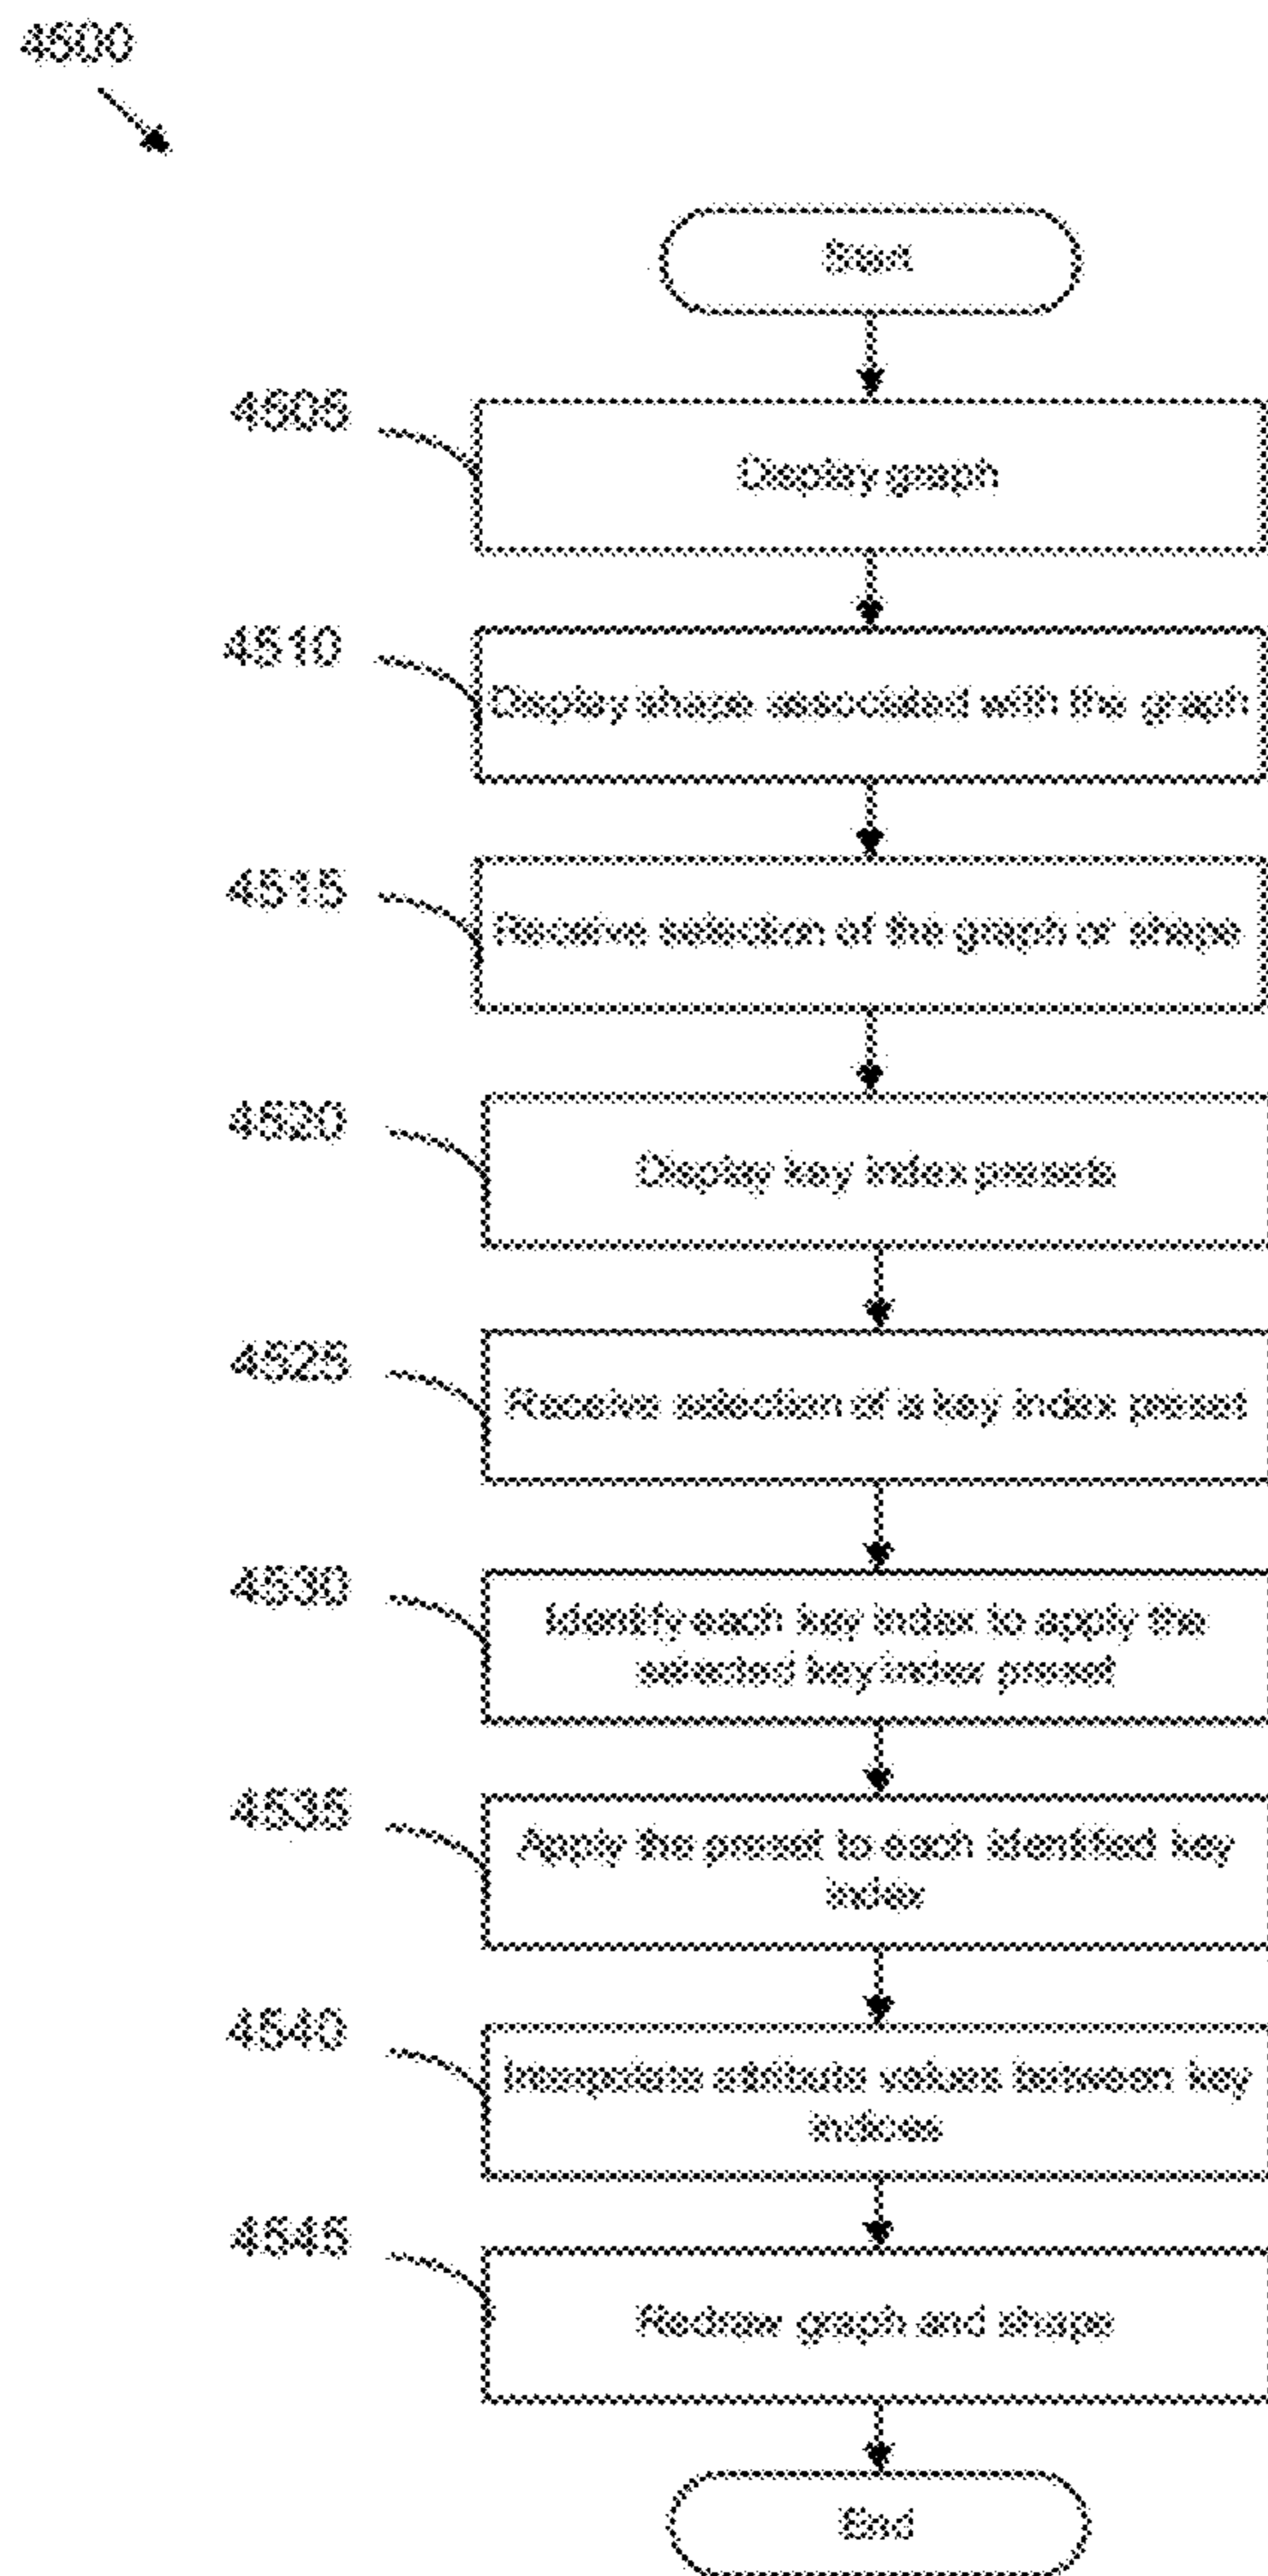 4500
Start
4505
Display graph
4510
Display shape associated with the graph
4515
Receive selection of the graph or shape
4520
Display key index presets
4525
Receive selection of a key index preset
4530
Identify each key index to apply the
selected key index preset
4535
Apply the preset to each identified key
index
4540
Interpolate attribute values between key
indices
4545
Redraw graph and shape
End